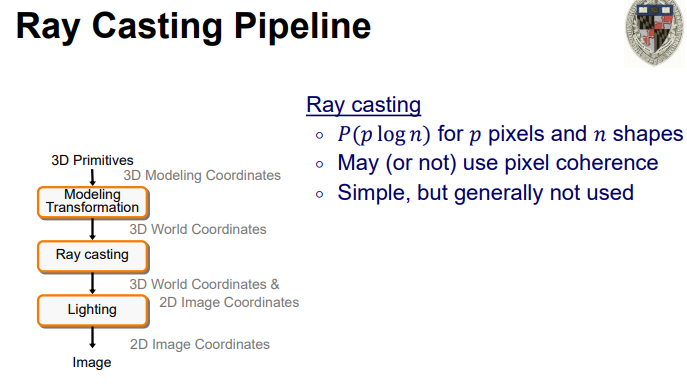 Ray Casting Pipeline
Ray casting
◦ P(p log n) for p pixels and n shapes
◦ May (or not) use pixel coherence
◦ Simple, but generally not used
3D Primitives
3D Modeling Coordinates
Modeling
Transformation
3D World Coordinates
Ray casting
3D World Coordinates &
2D Image Coordinates
Lighting
2D Image Coordinates
Image